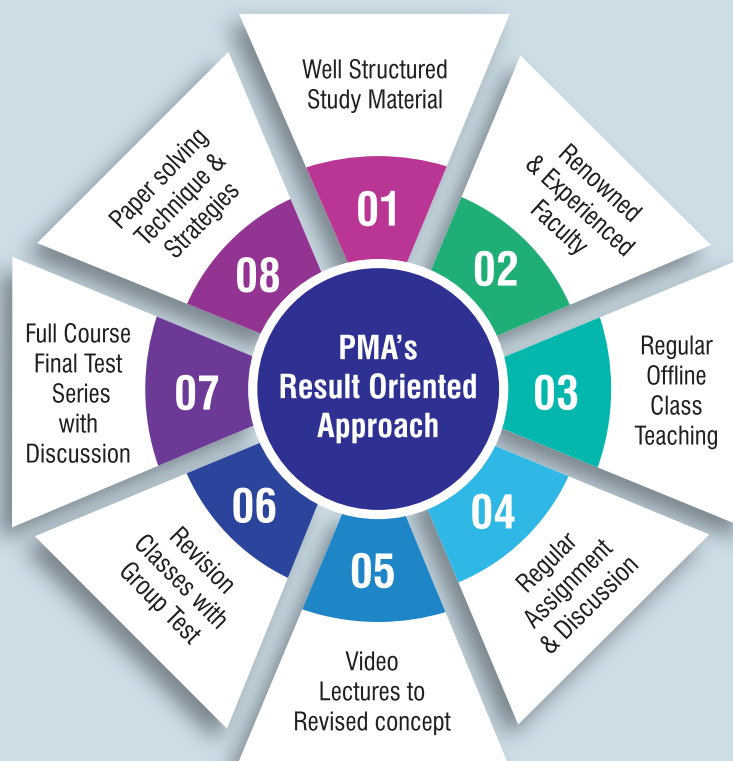 PMA's
Result Oriented
Approach
01
Well Structured
Study Material
02
Renowned
& Experienced
Faculty
03
Regular
Offline
Class
Teaching
04
Regular
Assignment
& Discussion
05
Video
Lectures to
Revised concept
06
Revision
Classes with
Group Test
07
Full Course
Final Test
Series
with
Discussion
08
Paper solving
Technique &
Strategies